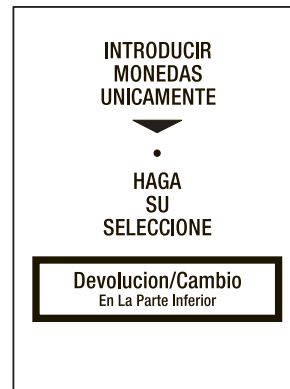 INTRODUCIR
MONEDAS
UNICAMENTE
HAGA
SU
SELECCIONE
Devolucion/Cambio
En La Parte Inferior